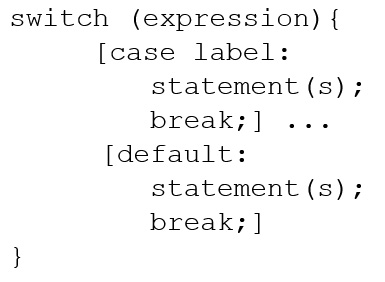 switch (expression){
[case label:
statement(s);
break;] ...
[default:
statement(s);
break;]
}